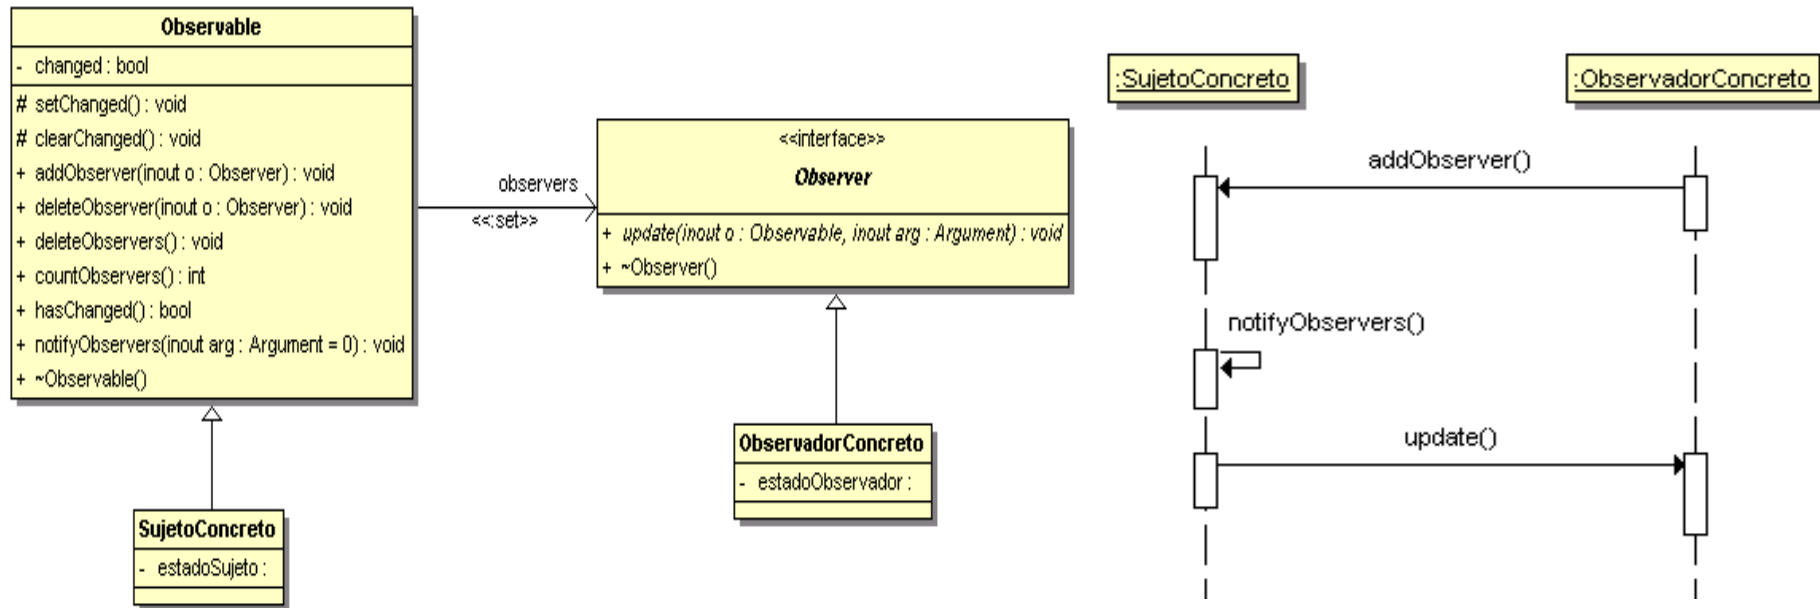 Observable
- changed : bool
# setChanged() : void
# clearChanged() : void
+ addObserver(inout o : Observer) : void
+ deleteObserver(inout o : Observer) : void
+ deleteObservers() : void
+ countObservers() : int
+ hasChanged() : bool
+ notifyObservers(inout arg : Argument = 0) : void
+ ~Observable()
SujetoConcreto
- estadoSujeto :
observers
<<:set>>
<<interface>>
Observer
+ update(inout o : Observable, inout arg : Argument) : void
+ ~Observer()
ObservadorConcreto
- estadoObservador :
:SujetoConcreto
:ObservadorConcreto
addObserver()
notifyObservers()
update()